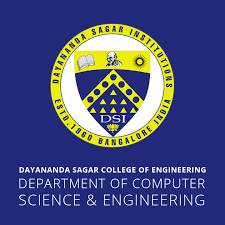 DAYANANDA SAGAR INSTITUTIONS
DSI
ESTD.1960 BANGALORE INDIA
DAYANANDA SAGAR COLLEGE OF ENGINEERING
DEPARTMENT OF COMPUTER
SCIENCE & ENGINEERING